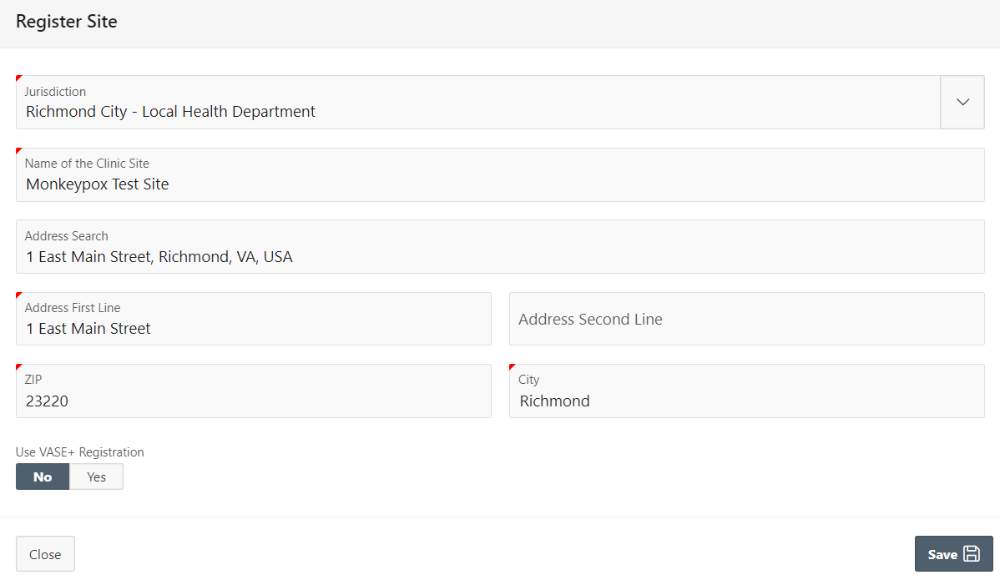 Register Site
Jurisdiction
Richmond City - Local Health Department
Name of the Clinic Site
Monkeypox Test Site
Address Search
1 East Main Street, Richmond, VA, USA
Address First Line
1 East Main Street
Address Second Line
ZIP
23220
City
Richmond
Use VASE+ Registration
No Yes
Close Save